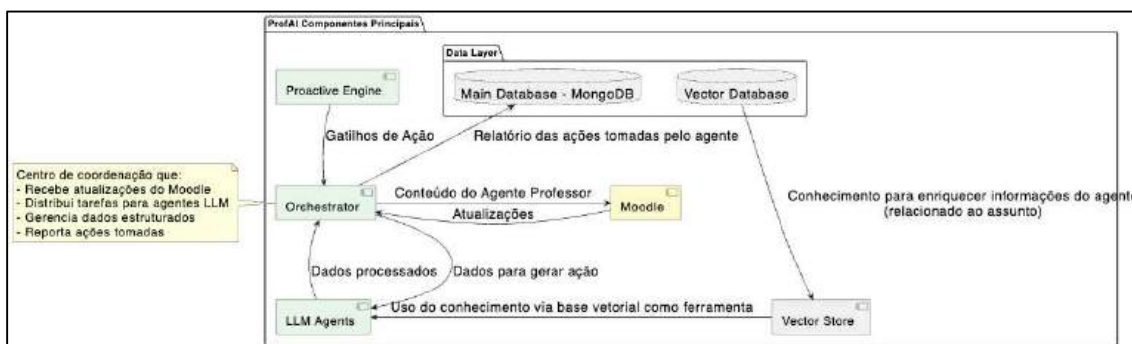 ProfAI Componentes Principais
Data Layer
Proactive Engine
Main Database - MongoDB
Vector Database
Gatilhos de Ação
Relatório das ações tomadas pelo agente
Centro de coordenação que:
- Recebe atualizações do Moodle
- Distribui tarefas para agentes LLM
- Gerencia dados estruturados
- Reporta ações tomadas
Orchestrator
Conteúdo do Agente Professor
Atualizações
Moodle
Conhecimento para enriquecer informações do agente
(relacionado ao assunto)
Dados processados
Dados para gerar ação
LLM Agents
Uso do conhecimento via base vetorial como ferramenta
Vector Store